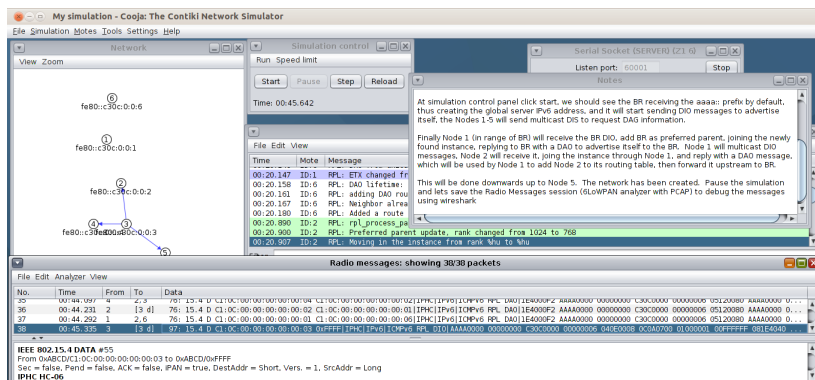 My simulation - Cooja: The Contiki Network Simulator
File Simulation Motes Tools Settings Help
Network
View Zoom
6
fe80::c30c:0:0:6
1
fe80::c30c:0:0:1
2
fe80::c30c:0:0:2
4
3
5
Simulation control
Run Speed limit
Start Pause Step Reload
Time: 00:45.642
Serial Socket (SERVER) (Z1 6)
Listen port: 60001 Stop
Notes
At simulation control panel click start, we should see the BR receiving the aaaa:: prefix by default,
thus creating the global server IPv6 address, and it will start sending DIO messages to advertise
itself, the Nodes 1-5 will send multicast DIS to request DAG information.
Finally Node 1 (in range of BR) will receive the BR DIO, add BR as preferred parent, joining the newly
found instance, replying to BR with a DAO to advertise itself to the BR. Node 1 will multicast DIO
messages, Node 2 will receive it, joing the instance through Node 1, and reply with a DAO message,
which will be used by Node 1 to add Node 2 to its routing table, then forward it upstream to BR.
This will be done downwards up to Node 5. The network has been created. Pause the simulation
and lets save the Radio Messages session (6LoWPAN analyzer with PCAP) to debug the messages
using wireshark
File Edit View
Time Mote Message
00:20.147 ID:1 RPL: ETX changed fr
00:20.158 ID:6 RPL: DAO lifetime:
00:20.161 ID:6 RPL: adding DAO rou
00:20.167 ID:6 RPL: Neighbor alrea
00:20.180 ID:6 RPL: Added a route
00:20.890 ID:2 RPL: rpl_process_pa
00:20.900 ID:2 RPL: Preferred parent update, rank changed from 1024 to 768
00:20.907 ID:2 RPL: Moving in the instance from rank %hu to %hu
Radio messages: showing 38/38 packets
File Edit Analyzer View
No. Time From To Data
35 00:44.097 4 2,3
36 00:44.231 2 [3 d]
37 00:44.292 1 2,6
38 00:45.335 3 [3 d]
IEEE 802.15.4 DATA #55
From 0xABCD/C1:0C:00:00:00:00:00:03 to 0xABCD/0xFFFF
Sec = false, Pend = false, ACK = false, iPAN = true, DestAddr = Short, Vers. = 1, SrcAddr = Long
IPHC HC-06